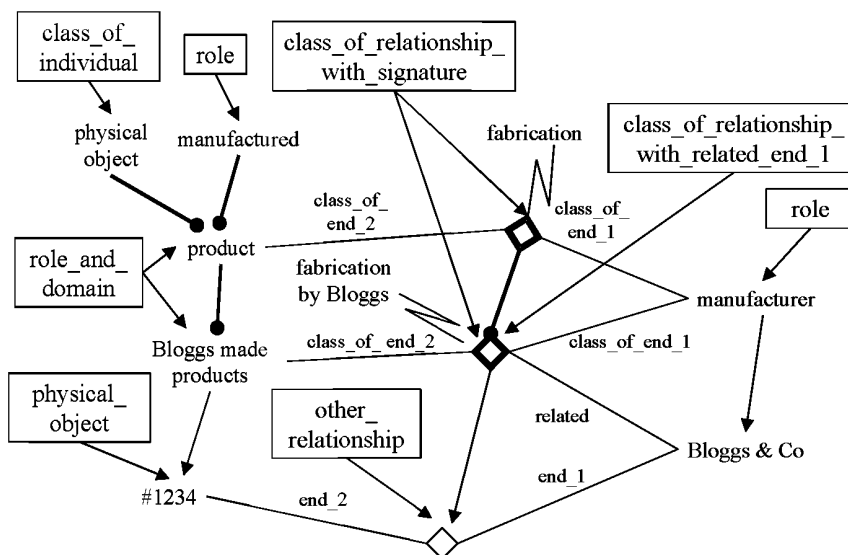 class_of_
individual
role
class_of_relationship_
with_signature
physical
object
manufactured
fabrication
class_of_relationship_
with_related_end_1
class_of_
end_2
class_of_
end_1
role
product
role_and_
domain
fabrication
by Bloggs
manufacturer
Bloggs made
products
class_of_end_2
class_of_end_1
physical_
object
other_
relationship
related
Bloggs & Co
#1234
end_2
end_1